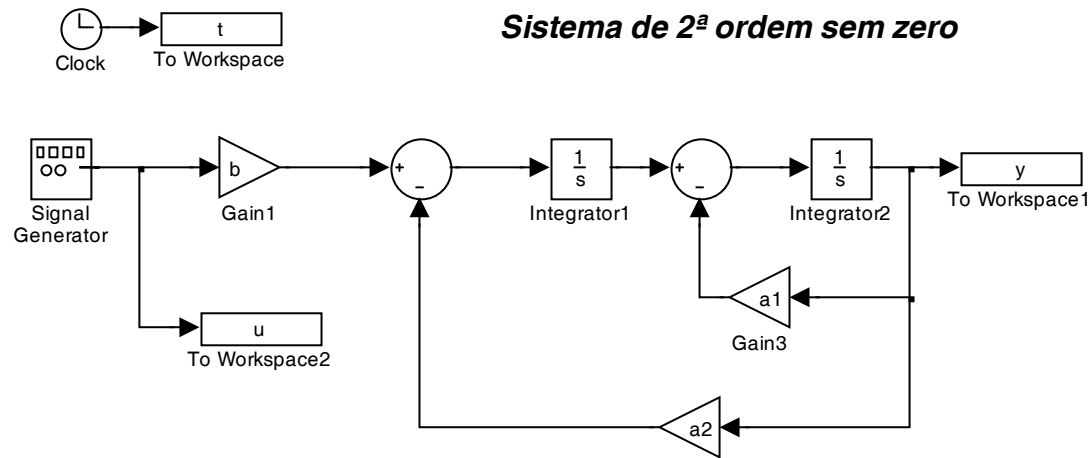 Sistema de 2ª ordem sem zero
t
Clock
To Workspace
b
+
−
1
s
+
−
1
s
y
Signal
Generator
Gain1
Integrator1
Integrator2
To Workspace1
a1
Gain3
u
To Workspace2
a2